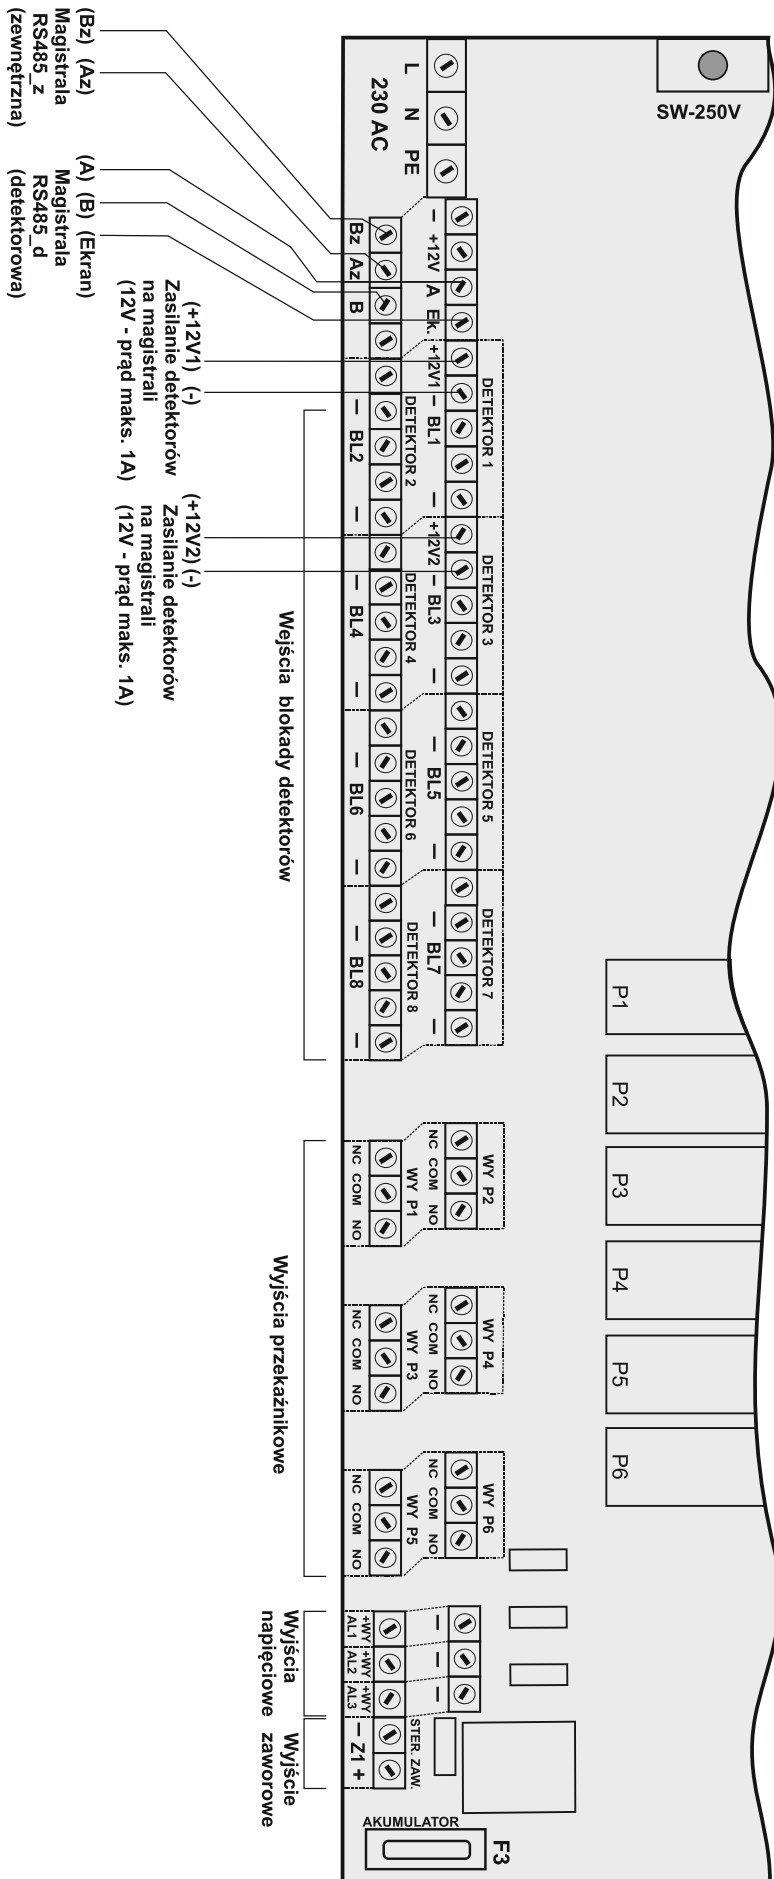 SW-250V
L
N
PE
230 AC
(Bz) (Az)
Magistrala
RS485_z
(zewnętrzna)
(A) (B) (Ekran)
Magistrala
RS485_d
(detektorowa)
(+12V1) (-)
Zasilanie detektorów
na magistrali
(12V - prąd maks. 1A)
(+12V2) (-)
Zasilanie detektorów
na magistrali
(12V - prąd maks. 1A)
– +12V A Ek. +12V1 – BL1 – +12V2 – BL3 – – BL5 – – BL7 –
DETEKTOR 1
DETEKTOR 3
DETEKTOR 5
DETEKTOR 7
Bz Az B – BL2 – – BL4 – – BL6 – – BL8 –
DETEKTOR 2
DETEKTOR 4
DETEKTOR 6
DETEKTOR 8
Wejścia blokady detektorów
P1
P2
P3
P4
P5
P6
WY P2
NC COM NO
WY P1
NC COM NO
WY P4
NC COM NO
WY P3
NC COM NO
WY P6
NC COM NO
WY P5
NC COM NO
Wyjścia przekaźnikowe
– – –
+WY
AL1
+WY
AL2
+WY
AL3
Wyjścia
napięciowe
STER. ZAW.
– Z1 +
Wyjście
zaworowe
AKUMULATOR
F3